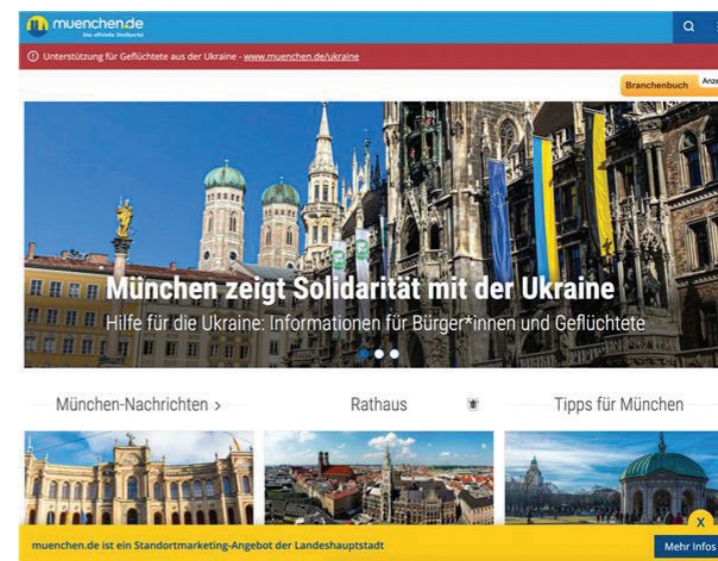 muenchen.de
Das offizielle Stadtportal
Unterstützung für Geflüchtete aus der Ukraine - www.muenchen.de/ukraine
Branchenbuch
München zeigt Solidarität mit der Ukraine
Hilfe für die Ukraine: Informationen für Bürger*innen und Geflüchtete
München-Nachrichten >
Rathaus
Tipps für München
X
muenchen.de ist ein Standortmarketing-Angebot der Landeshauptstadt
Mehr Infos